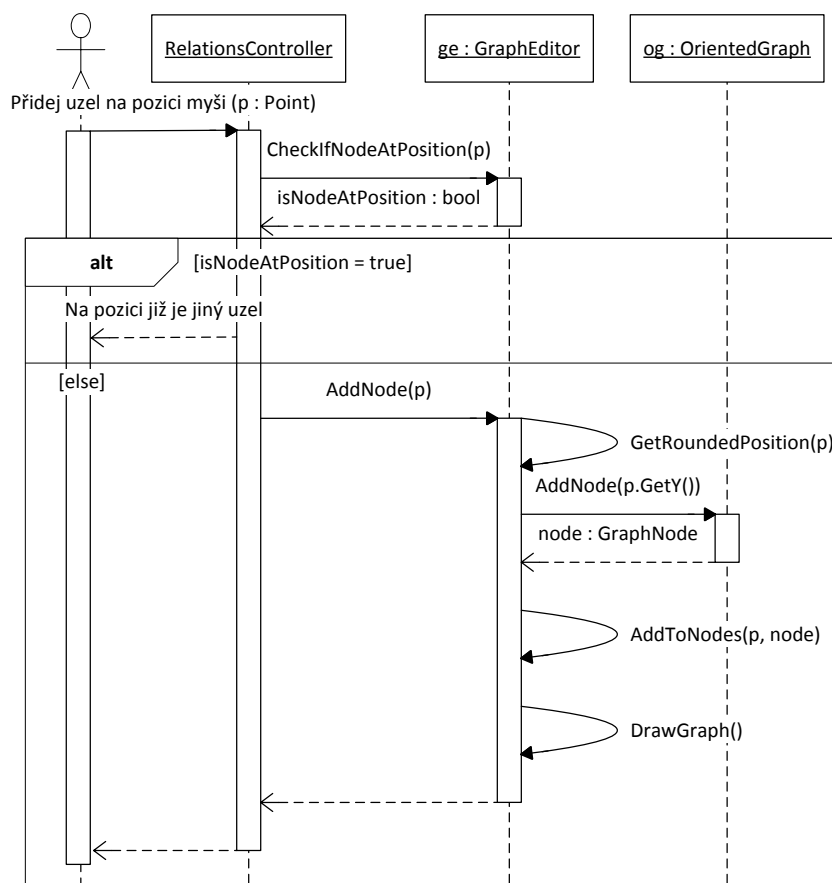 RelationsController
ge : GraphEditor
og : OrientedGraph
Přidej uzel na pozici myši (p : Point)
CheckIfNodeAtPosition(p)
isNodeAtPosition : bool
alt
[isNodeAtPosition = true]
Na pozici již je jiný uzel
[else]
AddNode(p)
GetRoundedPosition(p)
AddNode(p.GetY())
node : GraphNode
AddToNodes(p, node)
DrawGraph()